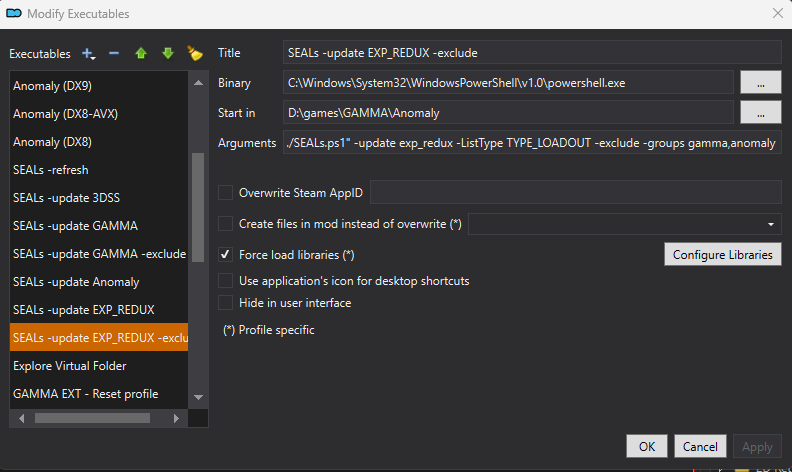 Modify Executables
Executables
Anomaly (DX9)
Anomaly (DX8-AVX)
Anomaly (DX8)
SEALs -refresh
SEALs -update 3DSS
SEALs -update GAMMA
SEALs -update GAMMA -exclude
SEALs -update Anomaly
SEALs -update EXP_REDUX
SEALs -update EXP_REDUX -exclu
Explore Virtual Folder
GAMMA EXT - Reset profile
Title SEALs -update EXP_REDUX -exclude
Binary C:\Windows\System32\WindowsPowerShell\v1.0\powershell.exe ...
Start in D:\games\GAMMA\Anomaly ...
Arguments ./SEALs.ps1" -update exp_redux -ListType TYPE_LOADOUT -exclude -groups gamma,anomaly
Overwrite Steam AppID
Create files in mod instead of overwrite (*)
Force load libraries (*) Configure Libraries
Use application's icon for desktop shortcuts
Hide in user interface
(*) Profile specific
OK Cancel Apply